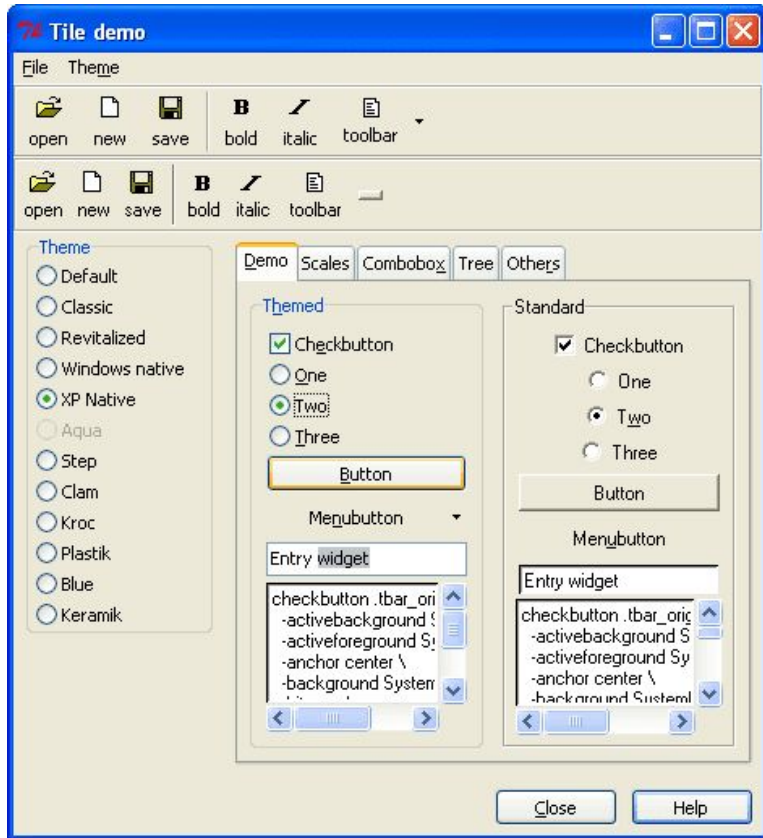 Tile demo
File Theme
open new save bold italic toolbar
open new save bold italic toolbar
Theme
Default
Classic
Revitalized
Windows native
XP Native
Aqua
Step
Clam
Kroc
Plastik
Blue
Keramik
Demo Scales Combobox Tree Others
Themed
Checkbutton
One
Two
Three
Button
Menubutton
Entry widget
checkbutton .tbar_ori
-activebackground S
-activeforeground Sy
-anchor center \
-background System
Standard
Checkbutton
One
Two
Three
Button
Menubutton
Entry widget
checkbutton .tbar_orig
-activebackground S
-activeforeground Sy
-anchor center \
-background System
Close Help